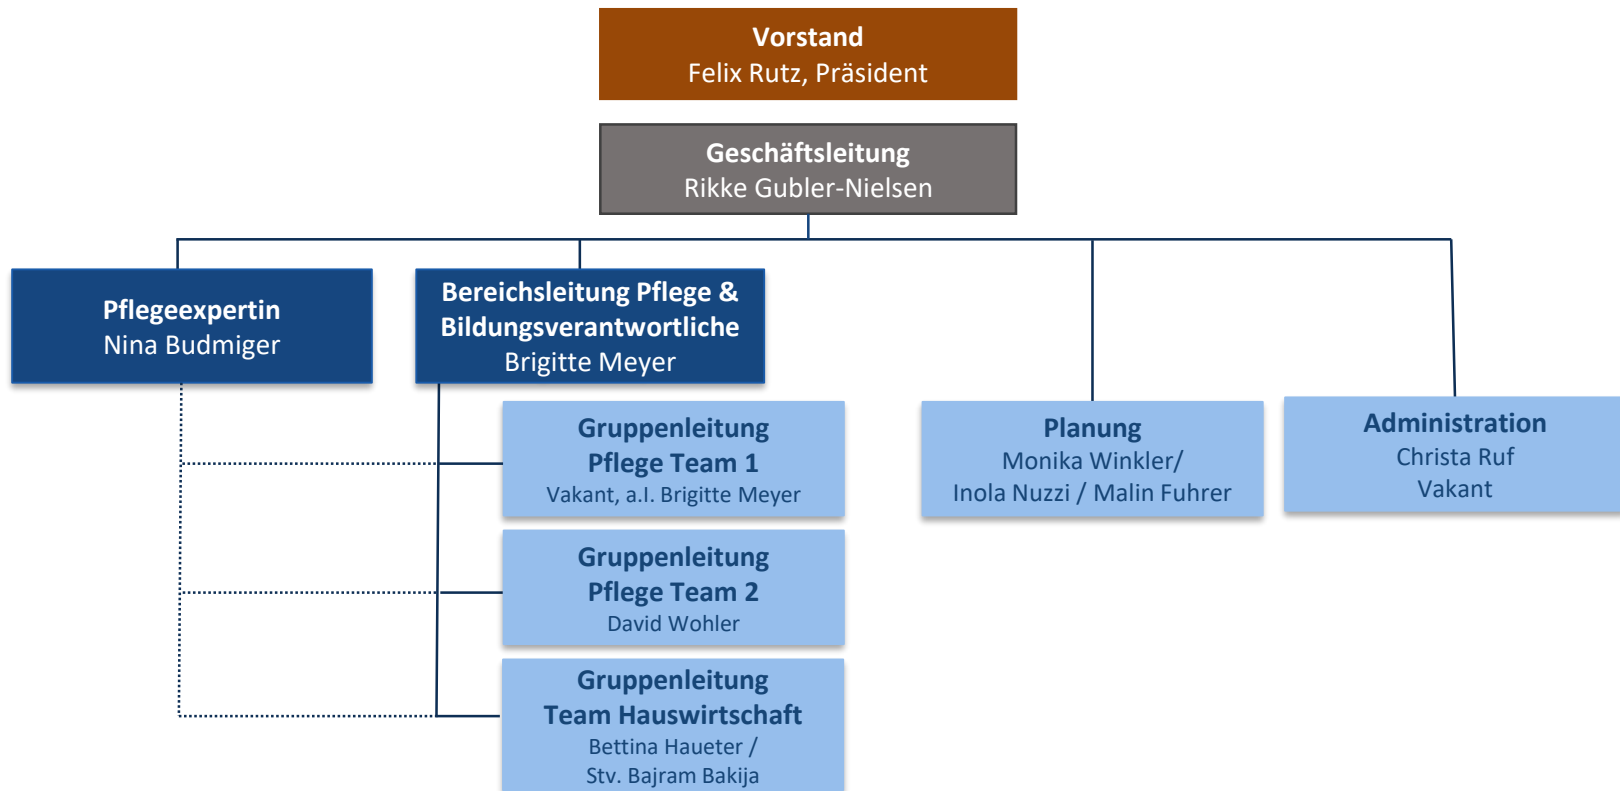 Vorstand
Felix Rutz, Präsident
Geschäftsleitung
Rikke Gubler-Nielsen
Pflegeexpertin
Nina Budmiger
Bereichsleitung Pflege &
Bildungsverantwortliche
Brigitte Meyer
Gruppenleitung
Pflege Team 1
Vakant, a.I. Brigitte Meyer
Gruppenleitung
Pflege Team 2
David Wohler
Gruppenleitung
Team Hauswirtschaft
Bettina Haueter /
Stv. Bajram Bakija
Planung
Monika Winkler/
Inola Nuzzi / Malin Fuhrer
Administration
Christa Ruf
Vakant